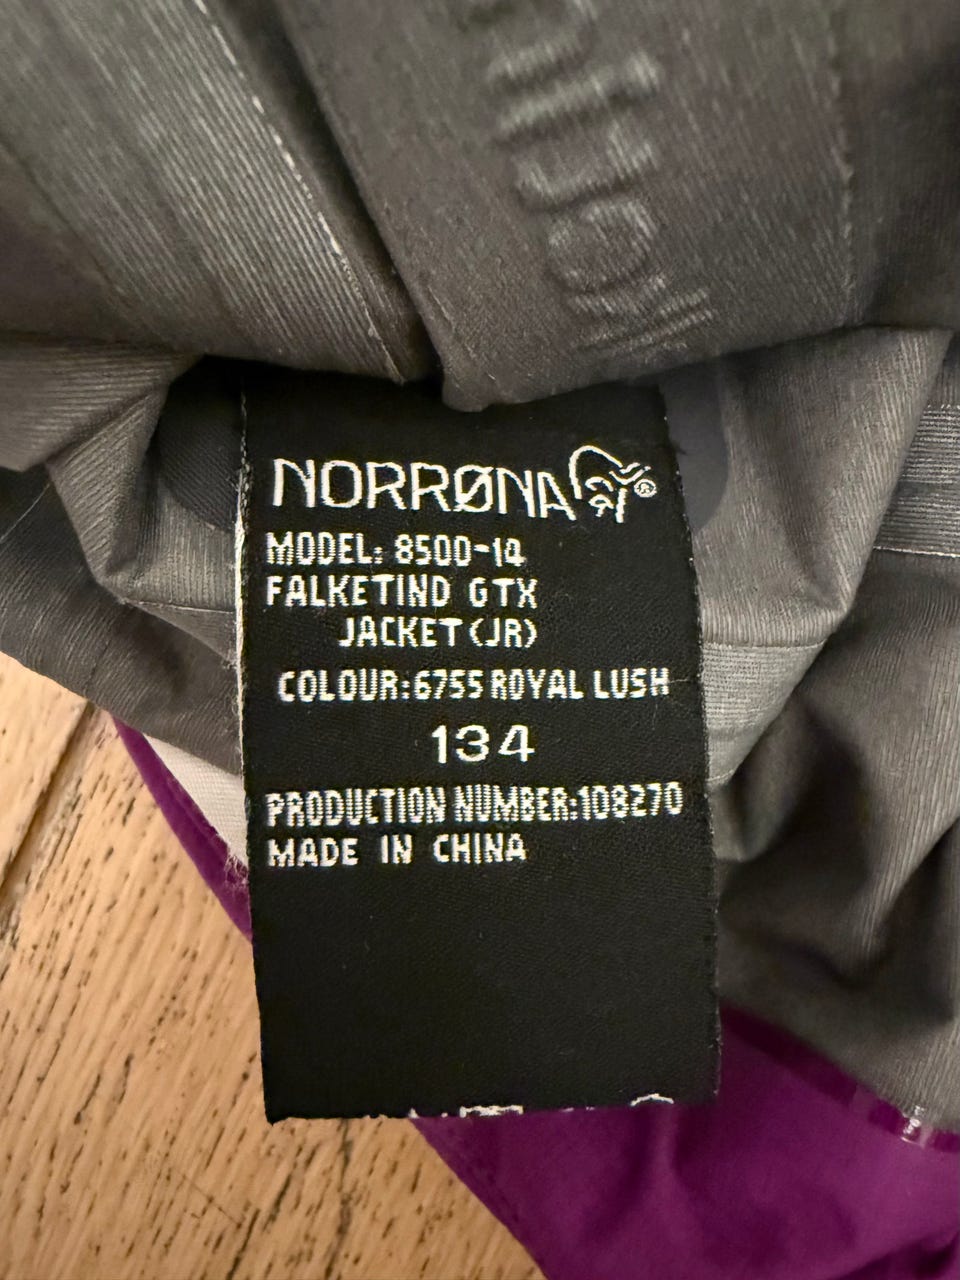 NORRØNA®
MODEL: 8500-14
FALKETIND GTX
JACKET (JR)
COLOUR:6755 ROYAL LUSH
134
PRODUCTION NUMBER:108270
MADE IN CHINA